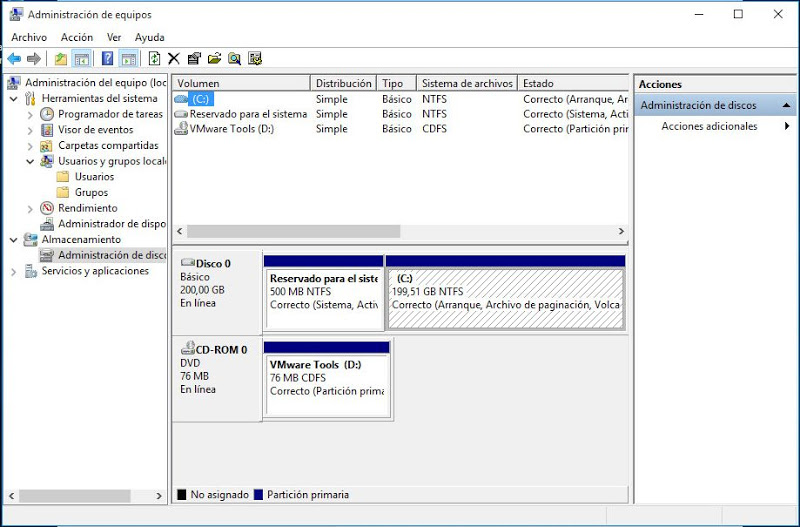 Administración de equipos
Archivo Acción Ver Ayuda
Administración del equipo (loc
Herramientas del sistema
Programador de tareas
Visor de eventos
Carpetas compartidas
Usuarios y grupos locale
Usuarios
Grupos
Rendimiento
Administrador de dispo
Almacenamiento
Administración de disco
Servicios y aplicaciones
Volumen Distribución Tipo Sistema de archivos Estado
(C:) Simple Básico NTFS Correcto (Arranque, Ar
Reservado para el sistema Simple Básico NTFS Correcto (Sistema, Acti
VMware Tools (D:) Simple Básico CDFS Correcto (Partición prin
Disco 0
Básico
200,00 GB
En línea
Reservado para el siste
500 MB NTFS
Correcto (Sistema, Activ
(C:)
199,51 GB NTFS
Correcto (Arranque, Archivo de paginación, Volca
CD-ROM 0
DVD
76 MB
En línea
VMware Tools (D:)
76 MB CDFS
Correcto (Partición prima
No asignado Partición primaria
Acciones
Administración de discos
Acciones adicionales